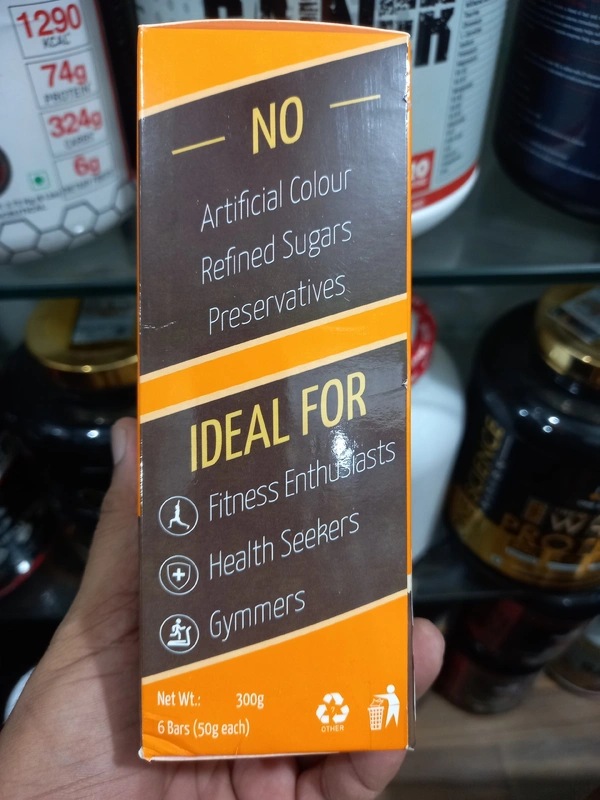 1290
KCAL
74g
PROTEIN
324g
6g
NO
Artificial Colour
Refined Sugars
Preservatives
IDEAL FOR
Fitness Enthusiasts
Health Seekers
Gymmers
Net Wt.: 300g
6 Bars (50g each)
7
OTHER